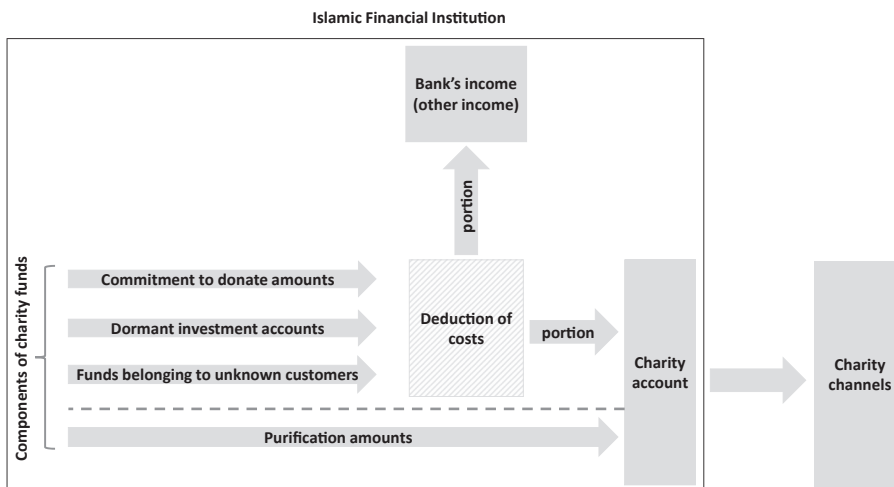 Islamic Financial Institution
Bank's income
(other income)
portion
Components of charity funds
Commitment to donate amounts
Dormant investment accounts
Funds belonging to unknown customers
Deduction of
costs
portion
Purification amounts
Charity
account
Charity
channels